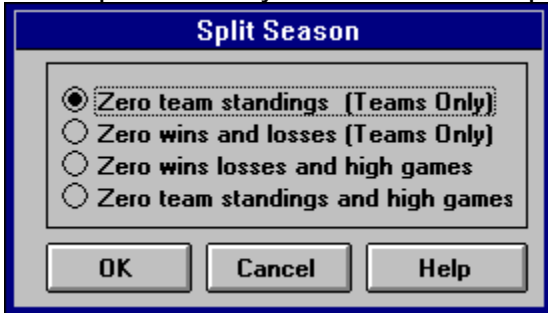 Split Season
Zero team standings (Teams Only)
Zero wins and losses (Teams Only)
Zero wins losses and high games
Zero team standings and high games
OK
Cancel
Help